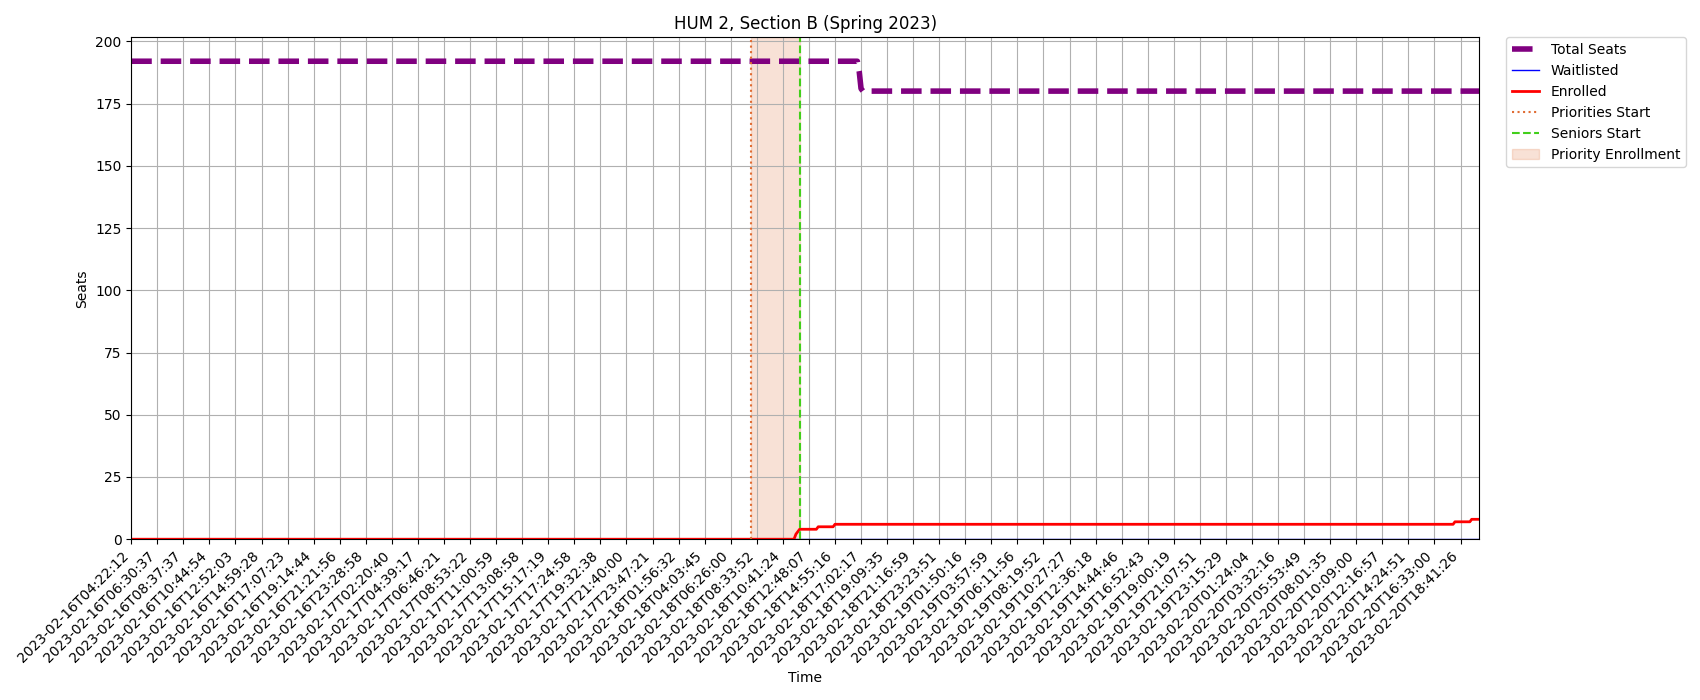 HUM 2, Section B (Spring 2023)
200
175
150
125
100
75
50
25
0
Seats
2023-02-16T04:22:12
2023-02-16T06:30:37
2023-02-16T08:37:37
2023-02-16T10:44:54
2023-02-16T12:52:03
2023-02-16T14:59:28
2023-02-16T17:07:23
2023-02-16T19:14:44
2023-02-16T21:21:56
2023-02-16T23:28:58
2023-02-17T02:20:40
2023-02-17T04:39:17
2023-02-17T06:46:21
2023-02-17T08:53:22
2023-02-17T11:00:59
2023-02-17T13:08:58
2023-02-17T15:17:19
2023-02-17T17:24:58
2023-02-17T19:32:38
2023-02-17T21:40:00
2023-02-17T23:47:21
2023-02-18T01:56:32
2023-02-18T04:03:45
2023-02-18T06:26:00
2023-02-18T08:33:52
2023-02-18T10:41:24
2023-02-18T12:48:07
2023-02-18T14:55:16
2023-02-18T17:02:17
2023-02-18T19:09:35
2023-02-18T21:16:59
2023-02-18T23:23:51
2023-02-19T01:50:16
2023-02-19T03:57:59
2023-02-19T06:11:56
2023-02-19T08:19:52
2023-02-19T10:27:27
2023-02-19T12:36:18
2023-02-19T14:44:46
2023-02-19T16:52:43
2023-02-19T19:00:19
2023-02-19T21:07:51
2023-02-19T23:15:29
2023-02-20T01:24:04
2023-02-20T03:32:16
2023-02-20T05:53:49
2023-02-20T08:01:35
2023-02-20T10:09:00
2023-02-20T12:16:57
2023-02-20T14:24:51
2023-02-20T16:33:00
2023-02-20T18:41:26
Time
Total Seats
Waitlisted
Enrolled
Priorities Start
Seniors Start
Priority Enrollment